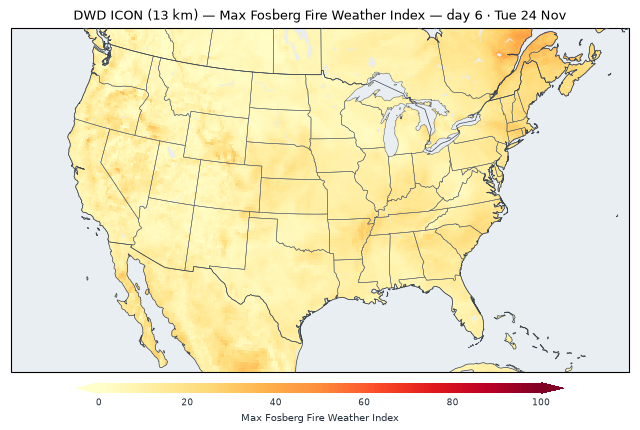 DWD ICON (13 km) — Max Fosberg Fire Weather Index — day 6 · Tue 24 Nov
0 20 40 60 80 100
Max Fosberg Fire Weather Index